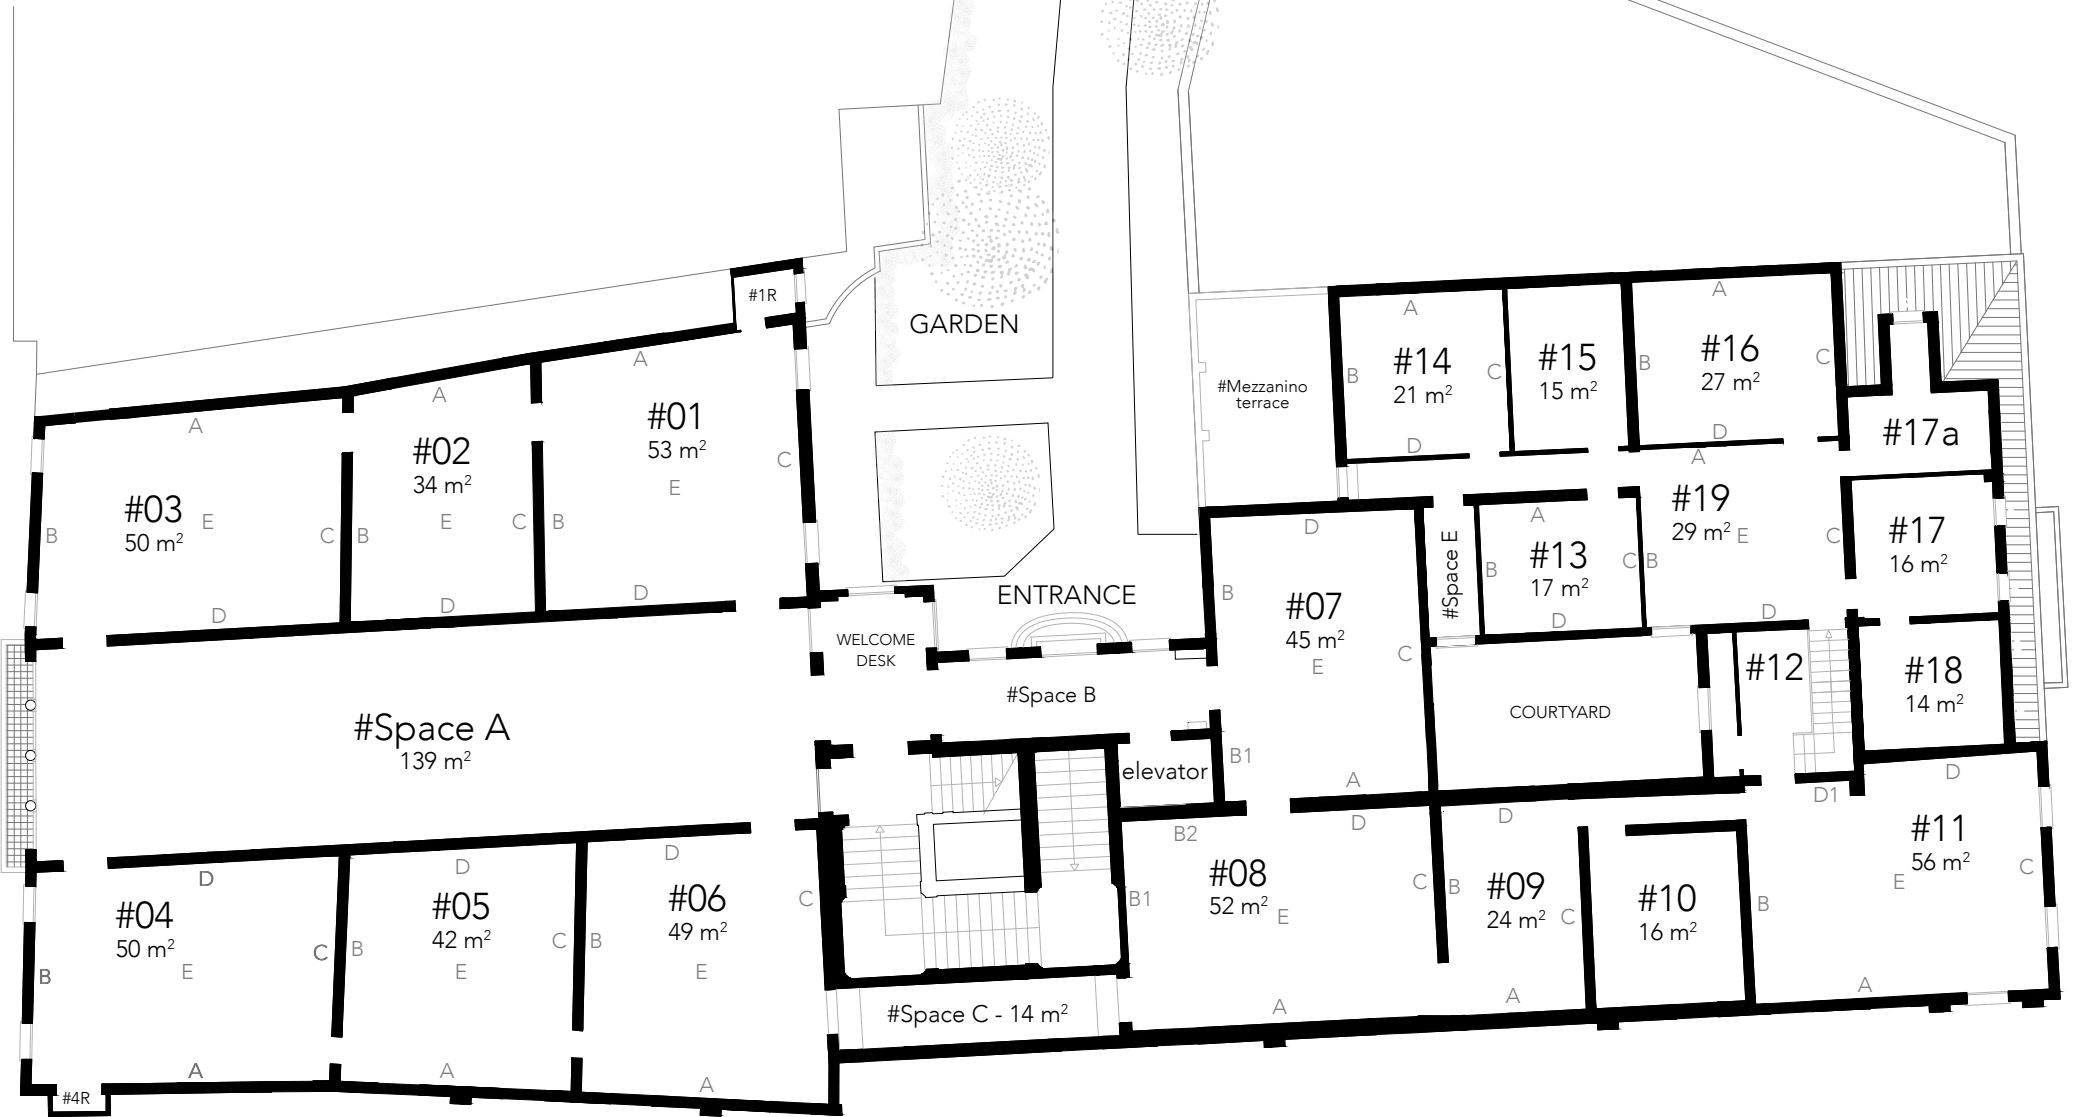 #1R
GARDEN
A
#01
53 m²
C
E
B
D
A
#02
34 m²
E
C
B
D
A
#03
50 m²
E
B
C
D
ENTRANCE
WELCOME
DESK
#Space B
#Space A
139 m²
elevator
D
#04
50 m²
E
B
C
A
#4R
D
#05
42 m²
E
B
C
A
D
#06
49 m²
E
B
C
A
#Space C - 14 m²
#Mezzanino
terrace
A
#14
21 m²
B
C
D
#15
15 m²
A
#16
27 m²
B
C
D
#17a
A
#19
29 m²
E
B
C
D
#17
16 m²
#18
14 m²
A
#13
17 m²
B
C
D
#Space E
D
#07
45 m²
E
B
C
B1
A
COURTYARD
#12
B2
D
#08
52 m²
E
B1
C
A
D
#09
24 m²
B
C
A
#10
16 m²
D1
D
#11
56 m²
E
B
C
A